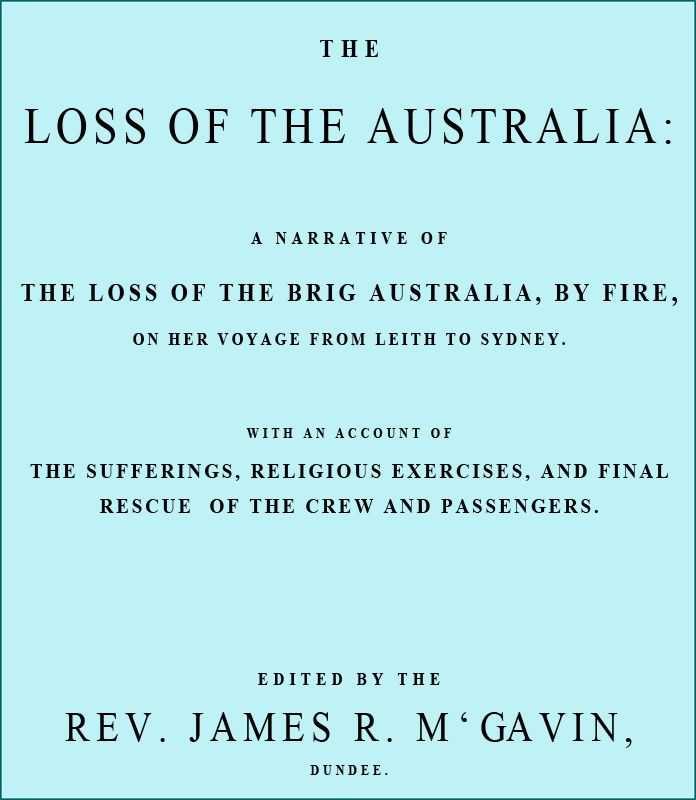 THE
LOSS OF THE AUSTRALIA:
A NARRATIVE OF
THE LOSS OF THE BRIG AUSTRALIA, BY FIRE,
ON HER VOYAGE FROM LEITH TO SYDNEY.
WITH AN ACCOUNT OF
THE SUFFERINGS, RELIGIOUS EXERCISES, AND FINAL
RESCUE OF THE CREW AND PASSENGERS.
EDITED BY THE
REV. JAMES R. M‘GAVIN,
DUNDEE.